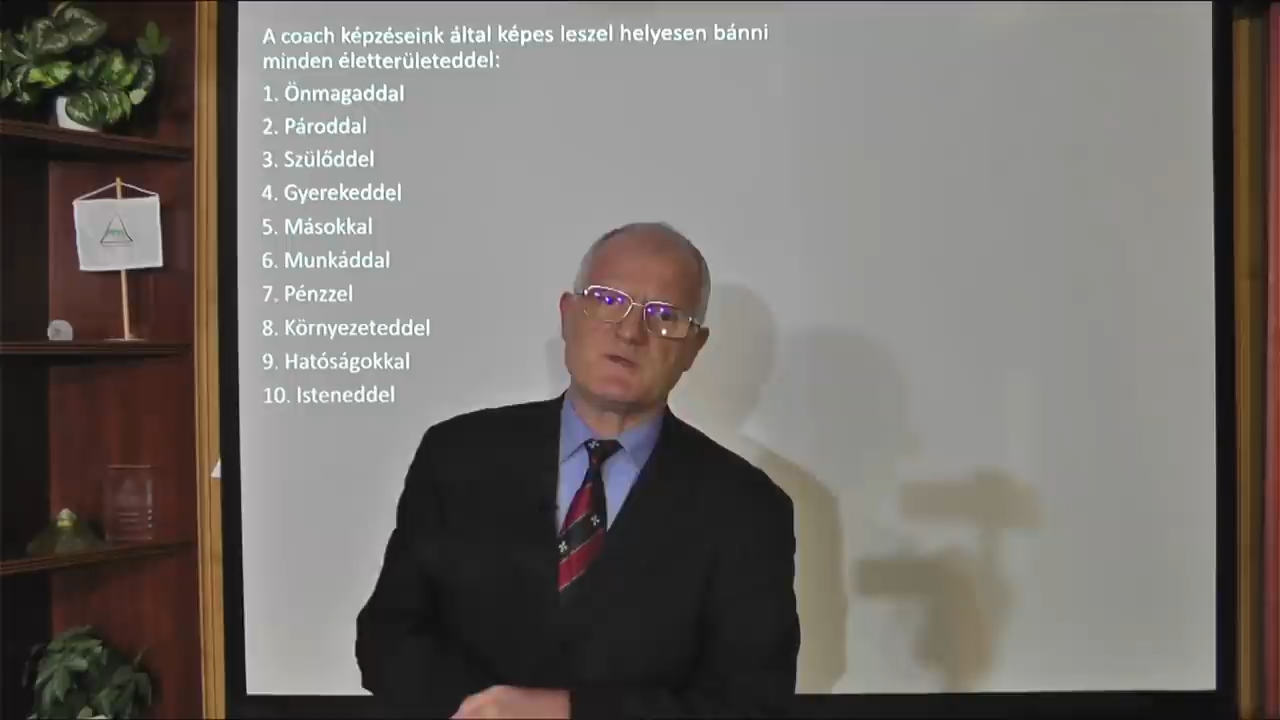 A coach képzéseink által képes leszel helyesen bánni
minden életterületeddel:
1. Önmagaddal
2. Pároddal
3. Szülőddel
4. Gyerekeddel
5. Másokkal
6. Munkáddal
7. Pénzzel
8. Környezeteddel
9. Hatóságokkal
10. Isteneddel